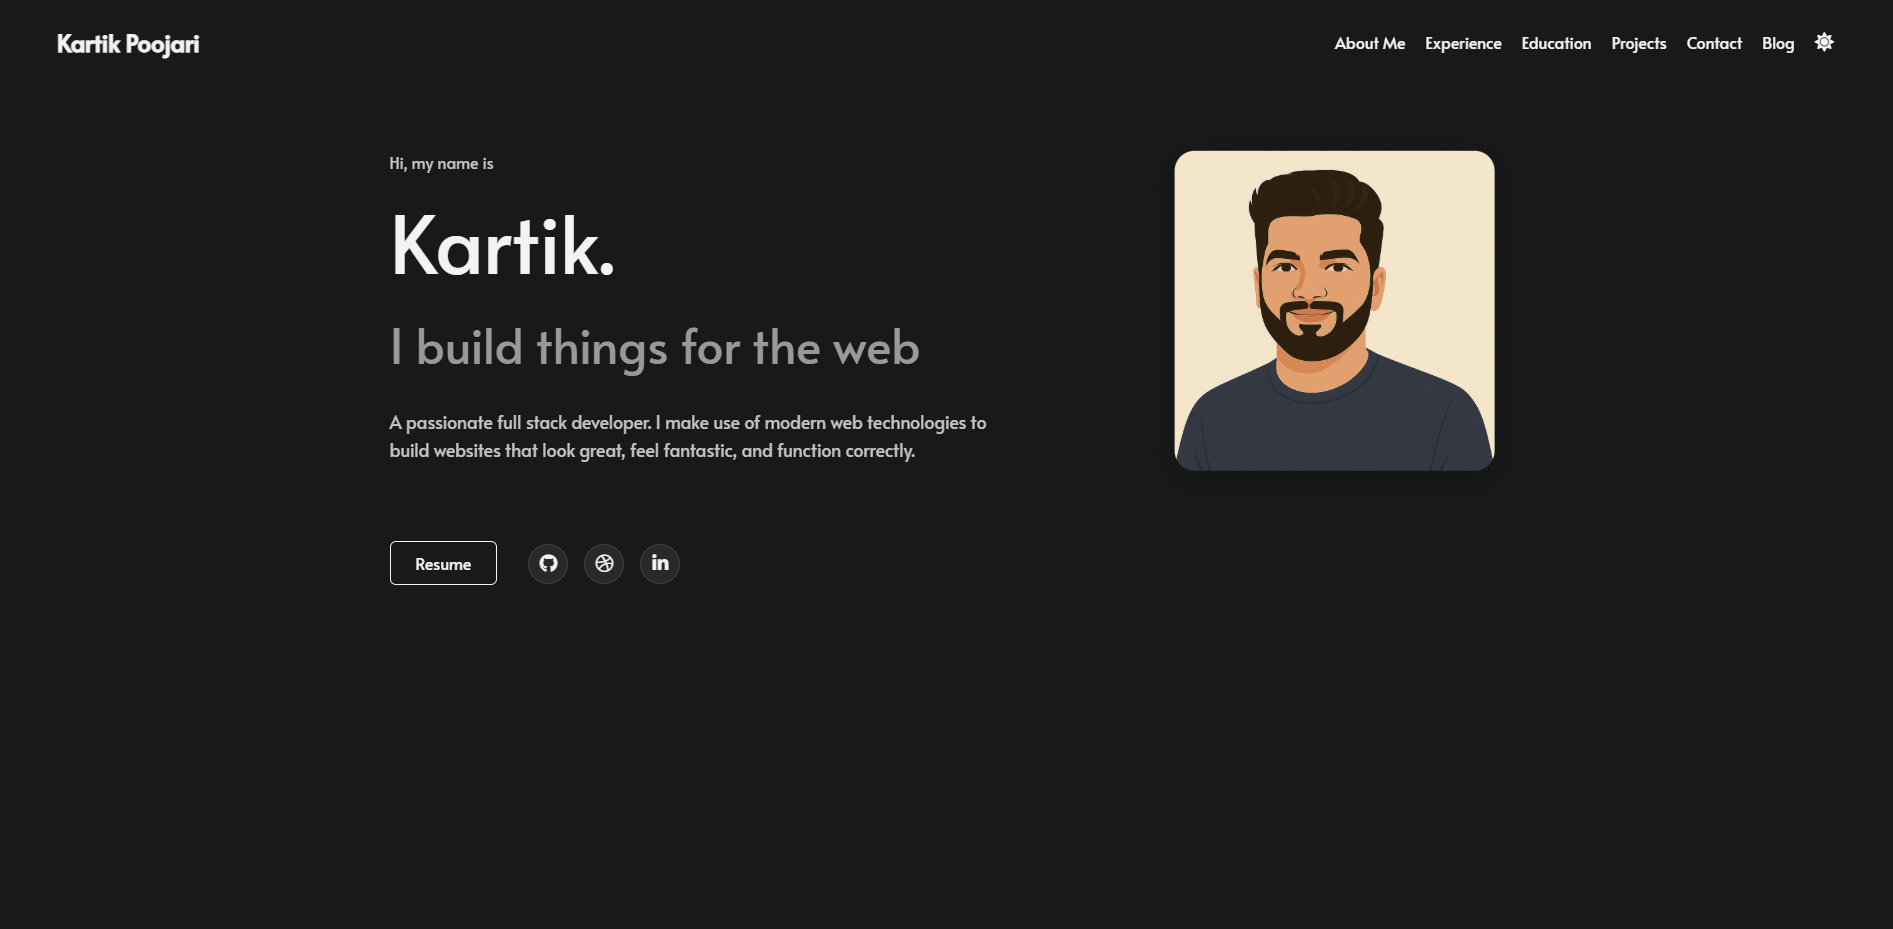 Kartik Poojari
About Me Experience Education Projects Contact Blog
Hi, my name is
Kartik.
I build things for the web
A passionate full stack developer. I make use of modern web technologies to
build websites that look great, feel fantastic, and function correctly.
Resume
in